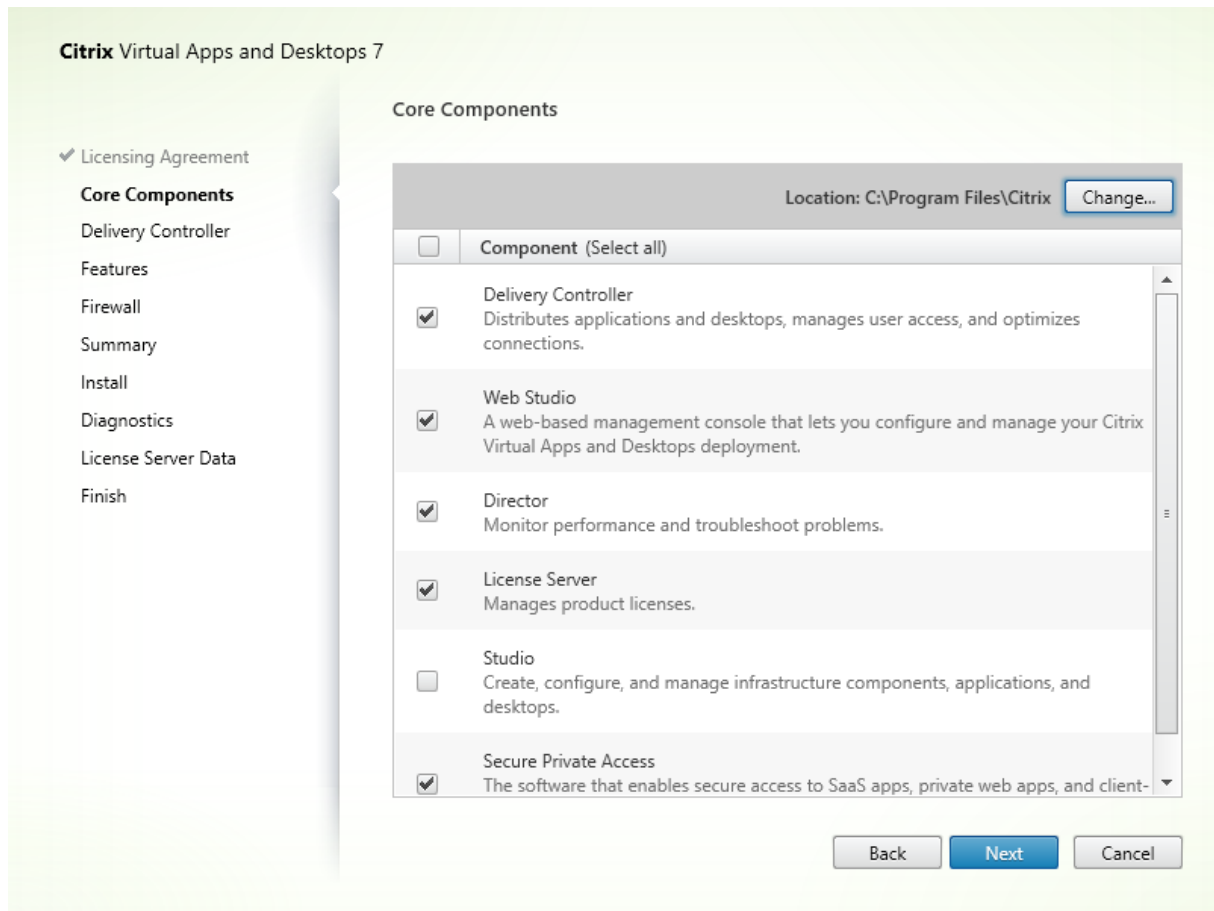 Citrix Virtual Apps and Desktops 7
Licensing Agreement
Core Components
Delivery Controller
Features
Firewall
Summary
Install
Diagnostics
License Server Data
Finish
Core Components
Location: C:\Program Files\Citrix
Change...
Component (Select all)
Delivery Controller
Distributes applications and desktops, manages user access, and optimizes
connections.
Web Studio
A web-based management console that lets you configure and manage your Citrix
Virtual Apps and Desktops deployment.
Director
Monitor performance and troubleshoot problems.
License Server
Manages product licenses.
Studio
Create, configure, and manage infrastructure components, applications, and
desktops.
Secure Private Access
The software that enables secure access to SaaS apps, private web apps, and client-
Back
Next
Cancel